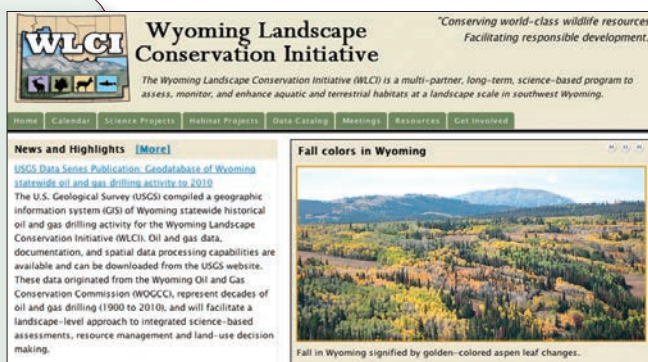 WLCI
Wyoming Landscape
Conservation Initiative
"Conserving world-class wildlife resources
Facilitating responsible development.
The Wyoming Landscape Conservation Initiative (WLCI) is a multi-partner, long-term, science-based program to
assess, monitor, and enhance aquatic and terrestrial habitats at a landscape scale in southwest Wyoming.
Home Calendar Science Projects Habitat Projects Data Catalog Meetings Resources Get Involved
News and Highlights [More]
USGS Data Series Publication: Geodatabase of Wyoming
statewide oil and gas drilling activity to 2010
The U.S. Geological Survey (USGS) compiled a geographic
information system (GIS) of Wyoming statewide historical
oil and gas drilling activity for the Wyoming Landscape
Conservation Initiative (WLCI). Oil and gas data,
documentation, and spatial data processing capabilities are
available and can be downloaded from the USGS website.
These data originated from the Wyoming Oil and Gas
Conservation Commission (WOGCC), represent decades of
oil and gas drilling (1900 to 2010), and will facilitate a
landscape-level approach to integrated science-based
assessments, resource management and land-use decision
making.
Fall colors in Wyoming
Fall in Wyoming signified by golden-colored aspen leaf changes.